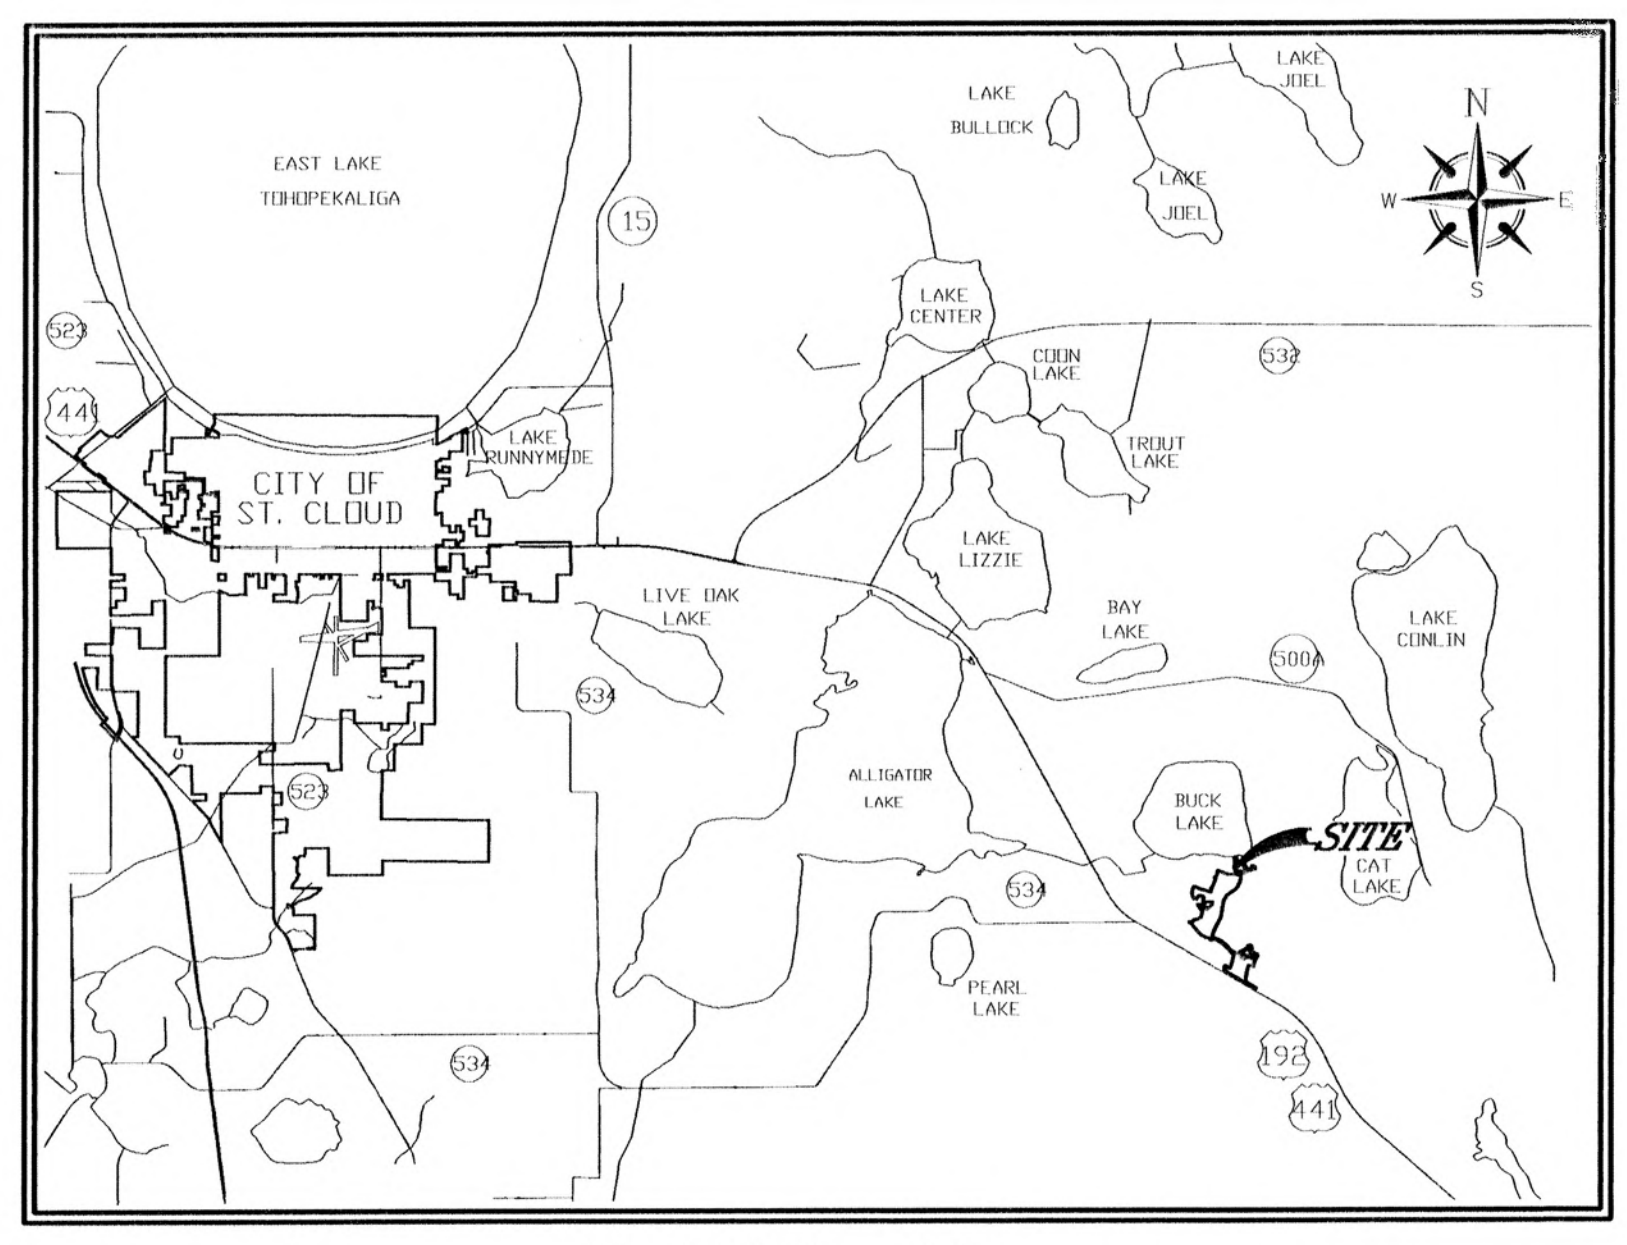 LAKE
JOEL
LAKE
BULLOCK
N
EAST LAKE
TOHOPEKALIGA
LAKE
JOEL
W
E
15
S
LAKE
CENTER
523
532
COON
LAKE
441
LAKE
RUNNYMEDE
TROUT
LAKE
CITY OF
ST. CLOUD
LAKE
LIZZIE
LIVE OAK
LAKE
BAY
LAKE
LAKE
CONLIN
500A
534
ALLIGATOR
LAKE
523
BUCK
LAKE
SITE
CAT
LAKE
534
PEARL
LAKE
534
192
441